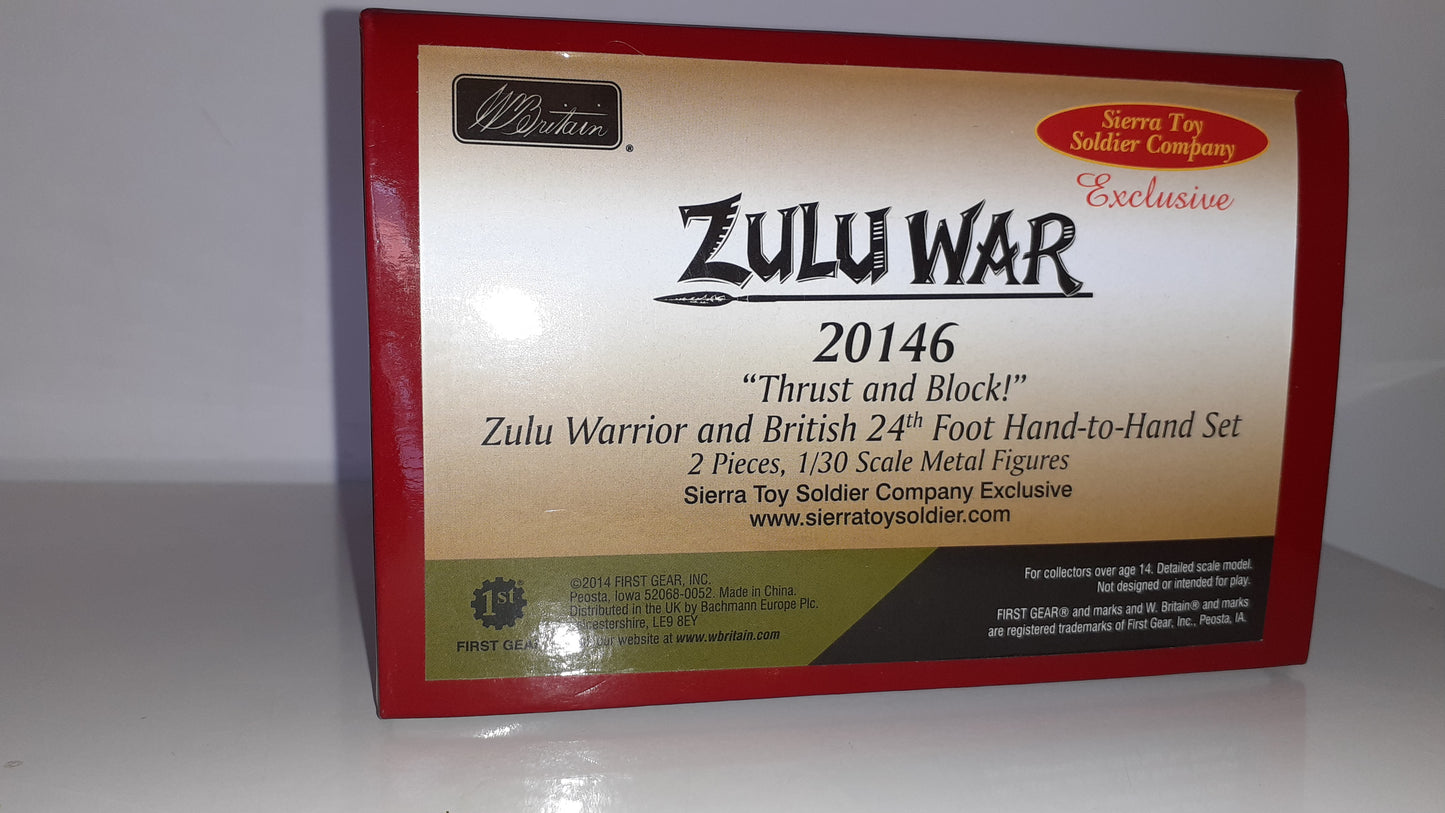 W Britain®
Sierra Toy
Soldier Company
Exclusive
ZULU WAR
20146
“Thrust and Block!”
Zulu Warrior and British 24th Foot Hand-to-Hand Set
2 Pieces, 1/30 Scale Metal Figures
Sierra Toy Soldier Company Exclusive
www.sierratoysoldier.com
1st®
FIRST
©2014 FIRST GEAR, INC.
Peosta, Iowa 52068-0052. Made in China.
Distributed in the UK by Bachmann Europe Plc.
LE9 8EY
our website at www.wbritain.com
For collectors over age 14. Detailed scale model.
Not designed or intended for play.
FIRST GEAR® and marks and W. Britain® and marks
are registered trademarks of First Gear, Inc., Peosta, IA.